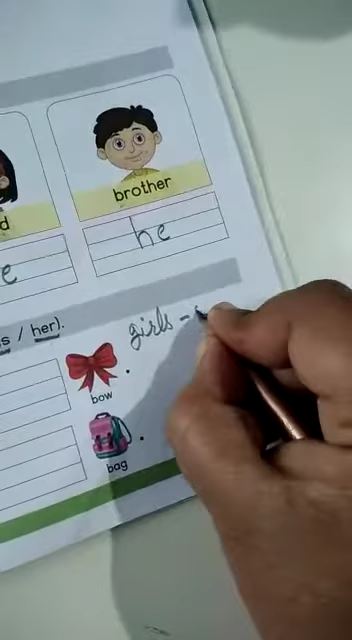 d
brother
e
he
s / her).
girls -
bow
.
bag
.